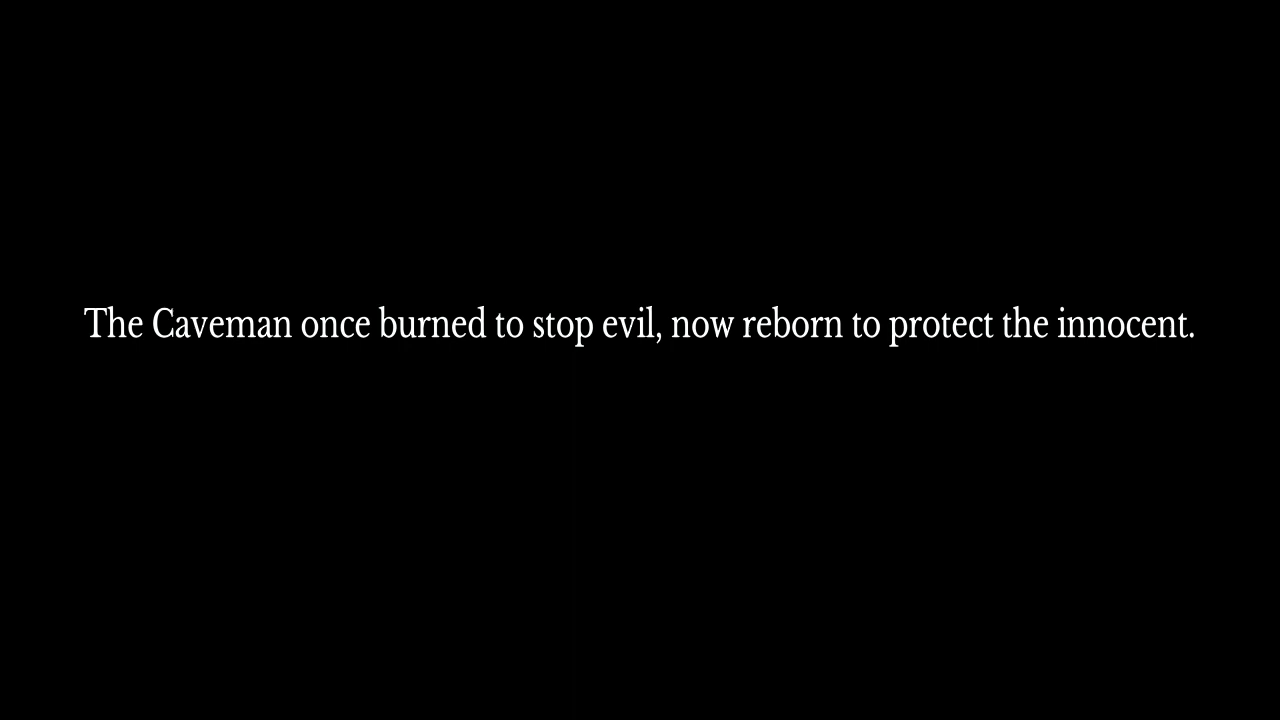 The Caveman once burned to stop evil, now reborn to protect the innocent.